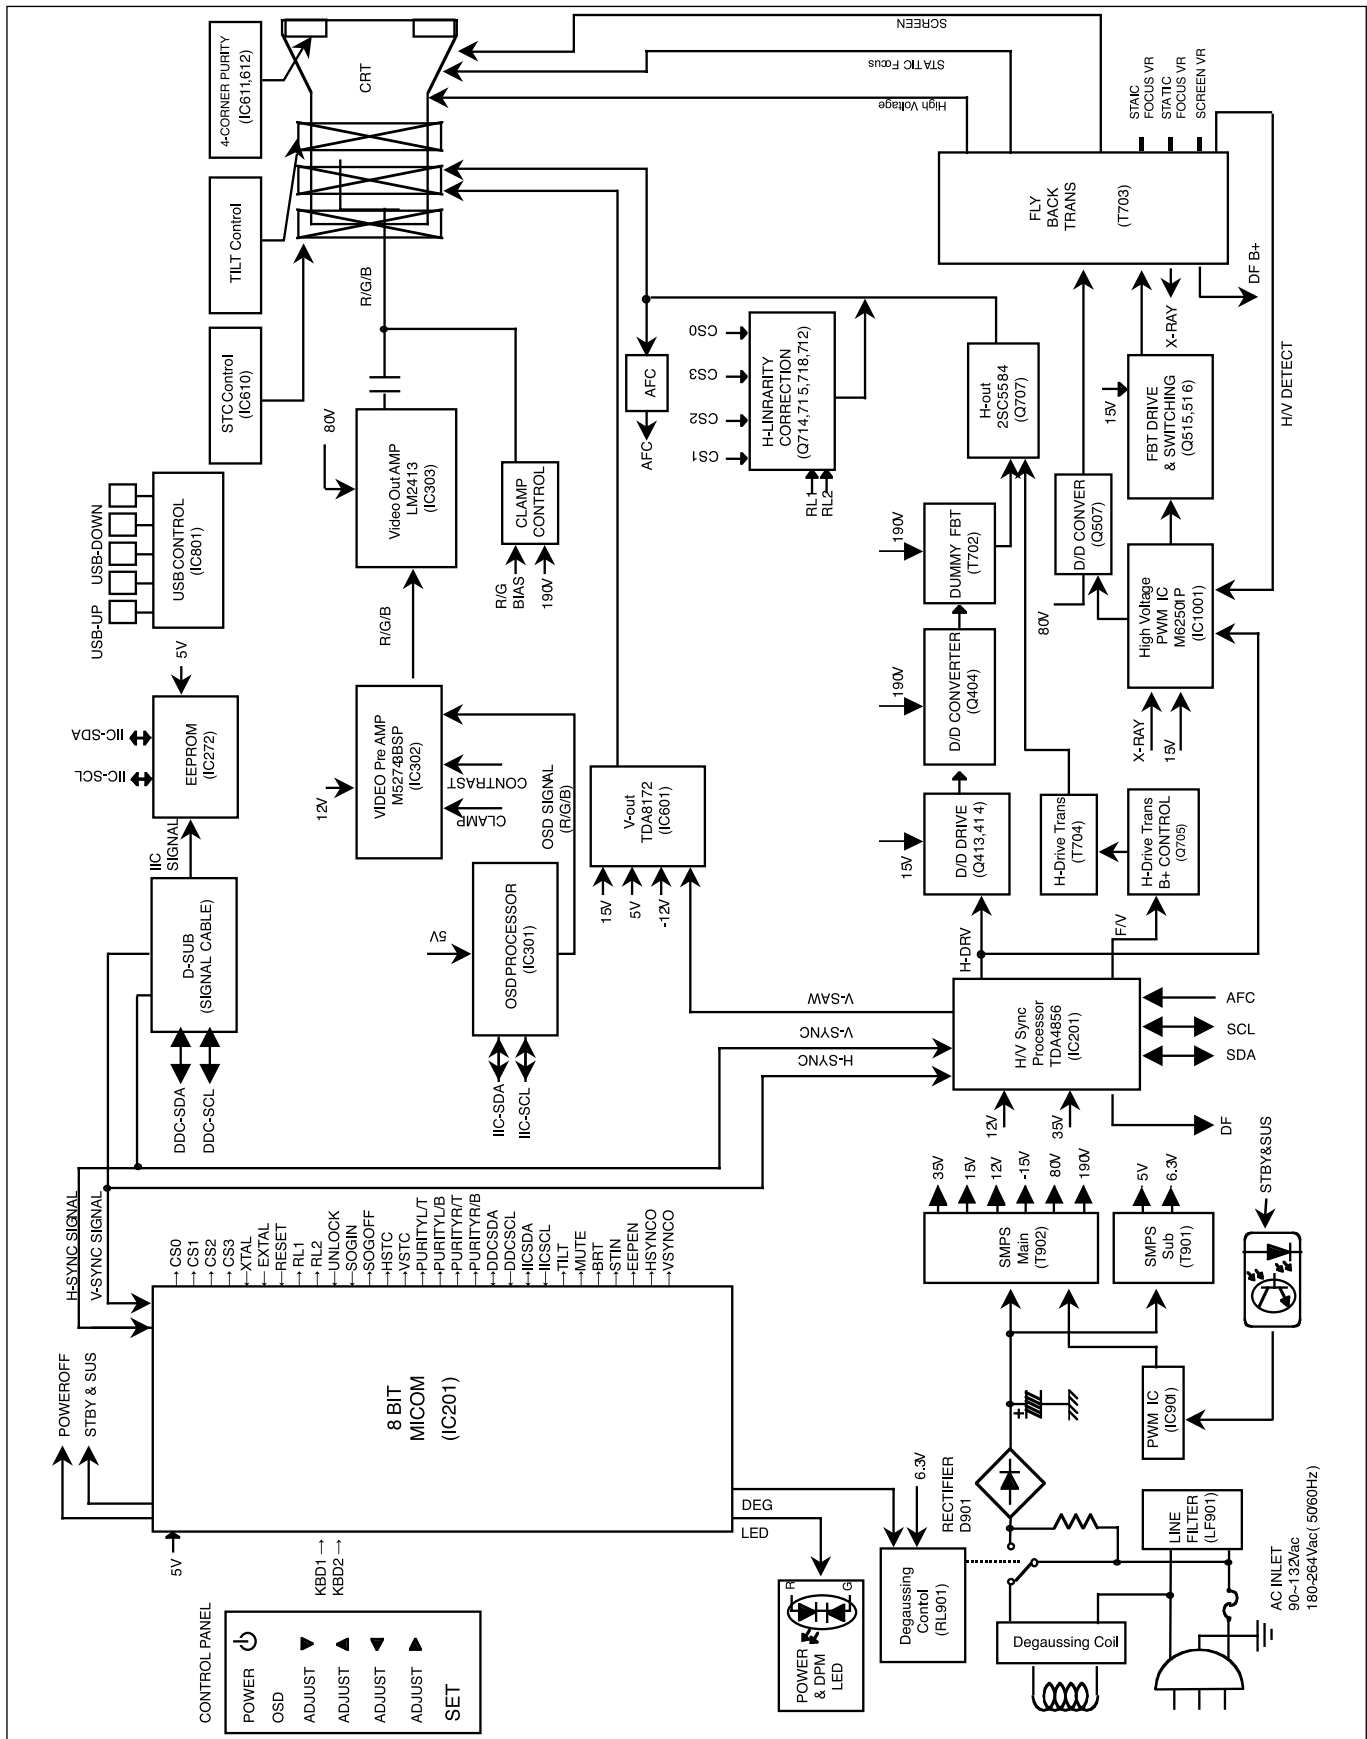 4-CORNER PURITY
(IC611,612)
TILT Control
STC Control
(IC610)
CRT
SCREEN
STATIC Focus
High Voltage
STAIC
FOCUS VR
STATIC
FOCUS VR
SCREEN VR
FLY
BACK
TRANS
(T703)
DF B+
X-RAY
H/V DETECT
R/G/B
80V
Video Out AMP
LM2413
(IC303)
CLAMP
CONTROL
R/G
BIAS
190V
AFC
AFC
CS0
CS3
CS2
CS1
H-LINRARITY
CORRECTION
(Q714,715,718,712)
RL1
RL2
H-out
2SC5584
(Q707)
15V
FBT DRIVE
& SWITCHING
(Q515,516)
D/D CONVER
(Q507)
80V
High Voltage
PWM IC
M6250IP
(IC1001)
X-RAY
15V
190V
DUMMY FBT
(T702)
190V
D/D CONVERTER
(Q404)
15V
D/D DRIVE
(Q413,414)
H-Drive Trans
(T704)
H-Drive Trans
B+ CONTROL
(Q705)
H-DRV
F/V
USB-DOWN
USB-UP
USB CONTROL
(IC801)
5V
IIC-SDA
IIC-SCL
EEPROM
(IC272)
IIC
SIGNAL
D-SUB
(SIGNAL CABLE)
DDC-SDA
DDC-SCL
R/G/B
12V
VIDEO Pre AMP
M52743BSP
(IC302)
CONTRAST
CLAMP
OSD SIGNAL
(R/G/B)
5V
OSD PROCESSOR
(IC301)
IIC-SDA
IIC-SCL
V-out
TDA8172
(IC601)
15V
5V
-12V
V-SAW
V-SYNC
H-SYNC
H/V Sync
Processor
TDA4856
(IC201)
AFC
SCL
SDA
12V
35V
DF
H-SYNC SIGNAL
V-SYNC SIGNAL
POWEROFF
STBY & SUS
8 BIT
MICOM
(IC201)
CS0
CS1
CS2
CS3
XTAL
EXTAL
RESET
RL1
RL2
UNLOCK
SOGIN
SOGOFF
HSTC
VSTC
PURITYL/T
PURITYL/B
PURITYR/T
PURITYR/B
DDCSDA
DDCSCL
IICSDA
IICSCL
TILT
MUTE
BRT
STIN
EEPEN
HSYNCO
VSYNCO
5V
KBD1
KBD2
DEG
LED
35V
15V
12V
-15V
80V
190V
SMPS
Main
(T902)
5V
6.3V
SMPS
Sub
(T901)
STBY&SUS
PWM IC
(IC901)
+
RECTIFIER
D901
6.3V
Degaussing
Control
(RL901)
Degaussing Coil
LINE
FILTER
(LF901)
AC INLET
90~132Vac
180~264Vac( 50/60Hz)
R
G
POWER
& DPM
LED
CONTROL PANEL
POWER
OSD
ADJUST
ADJUST
ADJUST
ADJUST
SET